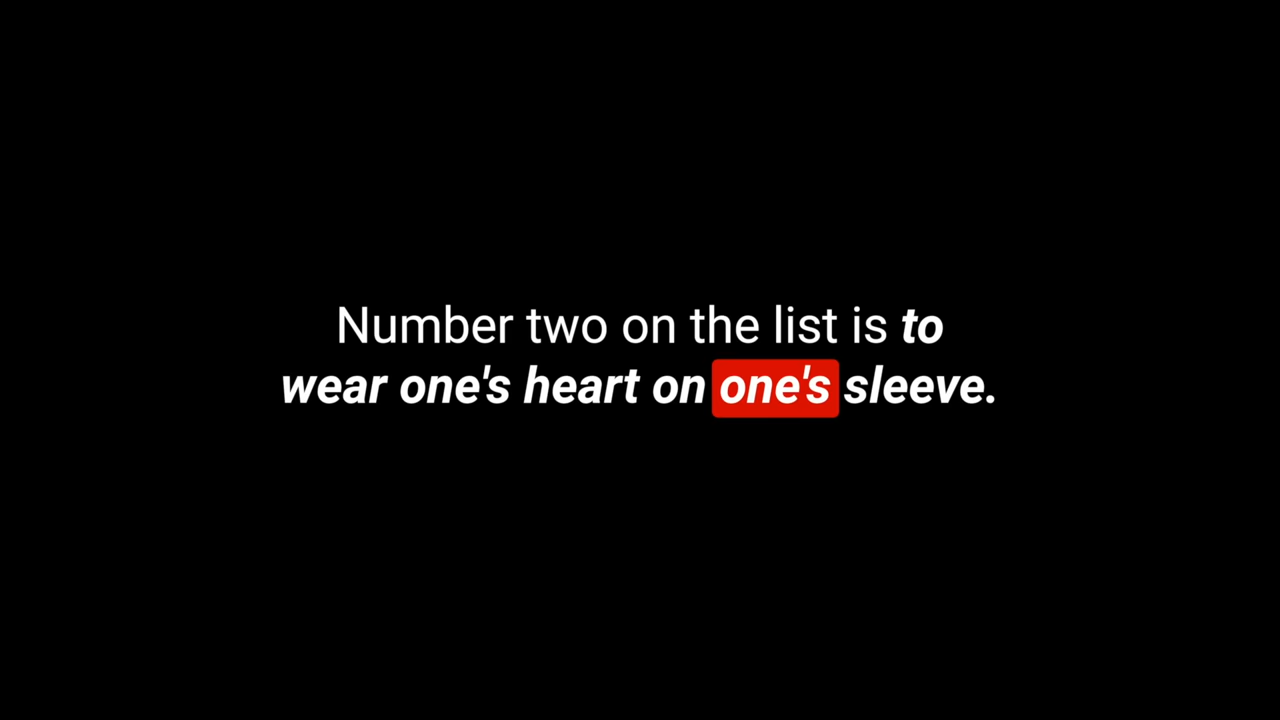 Number two on the list is to
wear one's heart on one's sleeve.